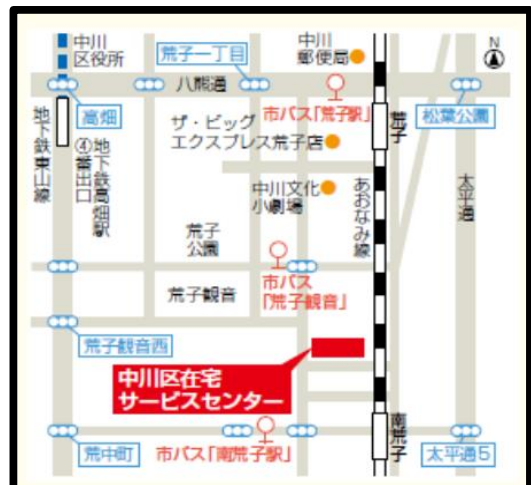 中川
区役所
荒子一丁目
中川
郵便局
N
八熊通
高畑
市バス「荒子駅」
松葉公園
地下鉄東山線
地下鉄高畑駅
④番出口
ザ・ビッグ
エクスプレス荒子店
荒子
中川文化
小劇場
あおなみ線
太平通
荒子
公園
市バス
「荒子観音」
荒子観音
荒子観音西
中川区在宅
サービスセンター
南荒子
荒中町
市バス「南荒子駅」
太平通5